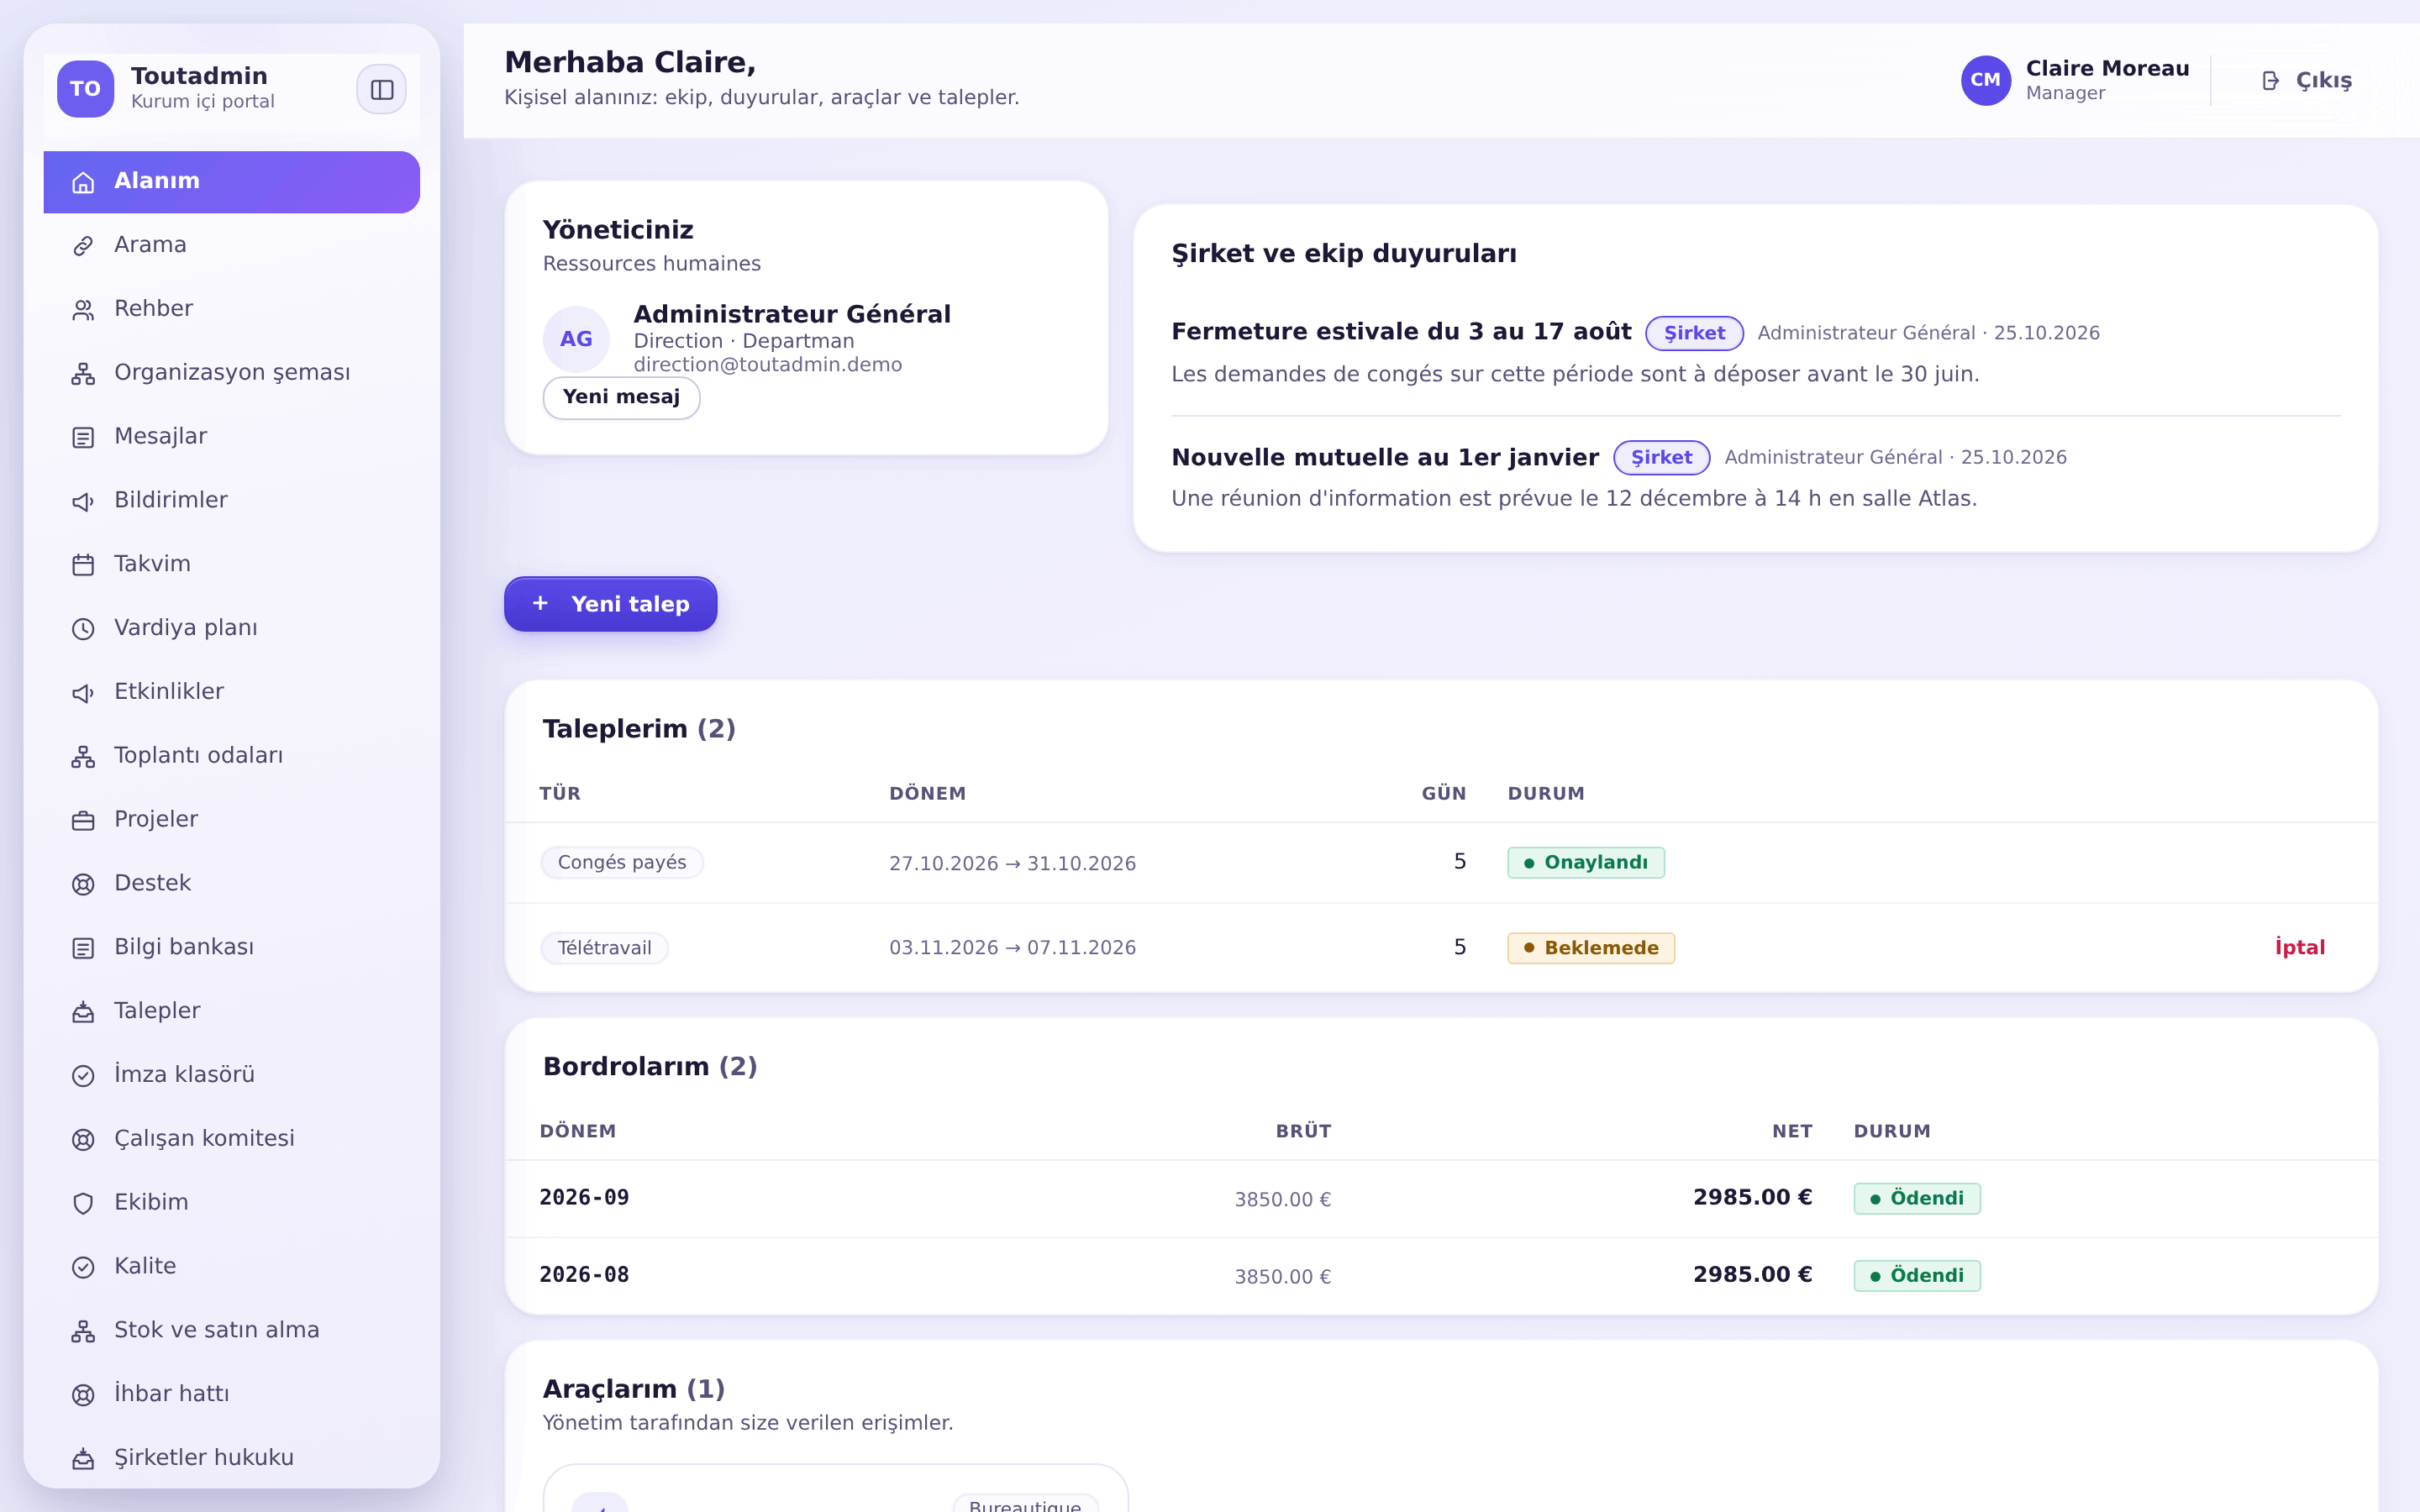 TO
Toutadmin
Kurum içi portal
Alanım
Arama
Rehber
Organizasyon şeması
Mesajlar
Bildirimler
Takvim
Vardiya planı
Etkinlikler
Toplantı odaları
Projeler
Destek
Bilgi bankası
Talepler
İmza klasörü
Çalışan komitesi
Ekibim
Kalite
Stok ve satın alma
İhbar hattı
Şirketler hukuku
Merhaba Claire,
Kişisel alanınız: ekip, duyurular, araçlar ve talepler.
CM
Claire Moreau
Manager
Çıkış
Yöneticiniz
Ressources humaines
AG
Administrateur Général
Direction · Departman
direction@toutadmin.demo
Yeni mesaj
Şirket ve ekip duyuruları
Fermeture estivale du 3 au 17 août Şirket Administrateur Général · 25.10.2026
Les demandes de congés sur cette période sont à déposer avant le 30 juin.
Nouvelle mutuelle au 1er janvier Şirket Administrateur Général · 25.10.2026
Une réunion d'information est prévue le 12 décembre à 14 h en salle Atlas.
+ Yeni talep
Taleplerim (2)
TÜR DÖNEM GÜN DURUM
Congés payés 27.10.2026 → 31.10.2026 5 Onaylandı
Télétravail 03.11.2026 → 07.11.2026 5 Beklemede İptal
Bordrolarım (2)
DÖNEM BRÜT NET DURUM
2026-09 3850.00 € 2985.00 € Ödendi
2026-08 3850.00 € 2985.00 € Ödendi
Araçlarım (1)
Yönetim tarafından size verilen erişimler.
Bureautique